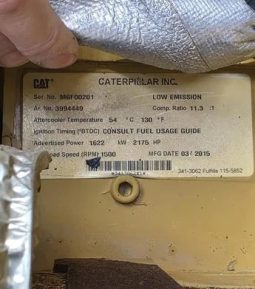 CAT® CATERPILLAR INC.
Ser. No. M6F00201 LOW EMISSION
Ar. No. 3994449 Comp. Ratio 11.3 :1
Aftercooler Temperature 54 °C 130 °F
Ignition Timing (°BTDC) CONSULT FUEL USAGE GUIDE
Advertised Power 1622 kW 2175 HP
Load Speed (RPM) 1500 MFG DATE 03/2015
341-3062 Fulfills 115-5852